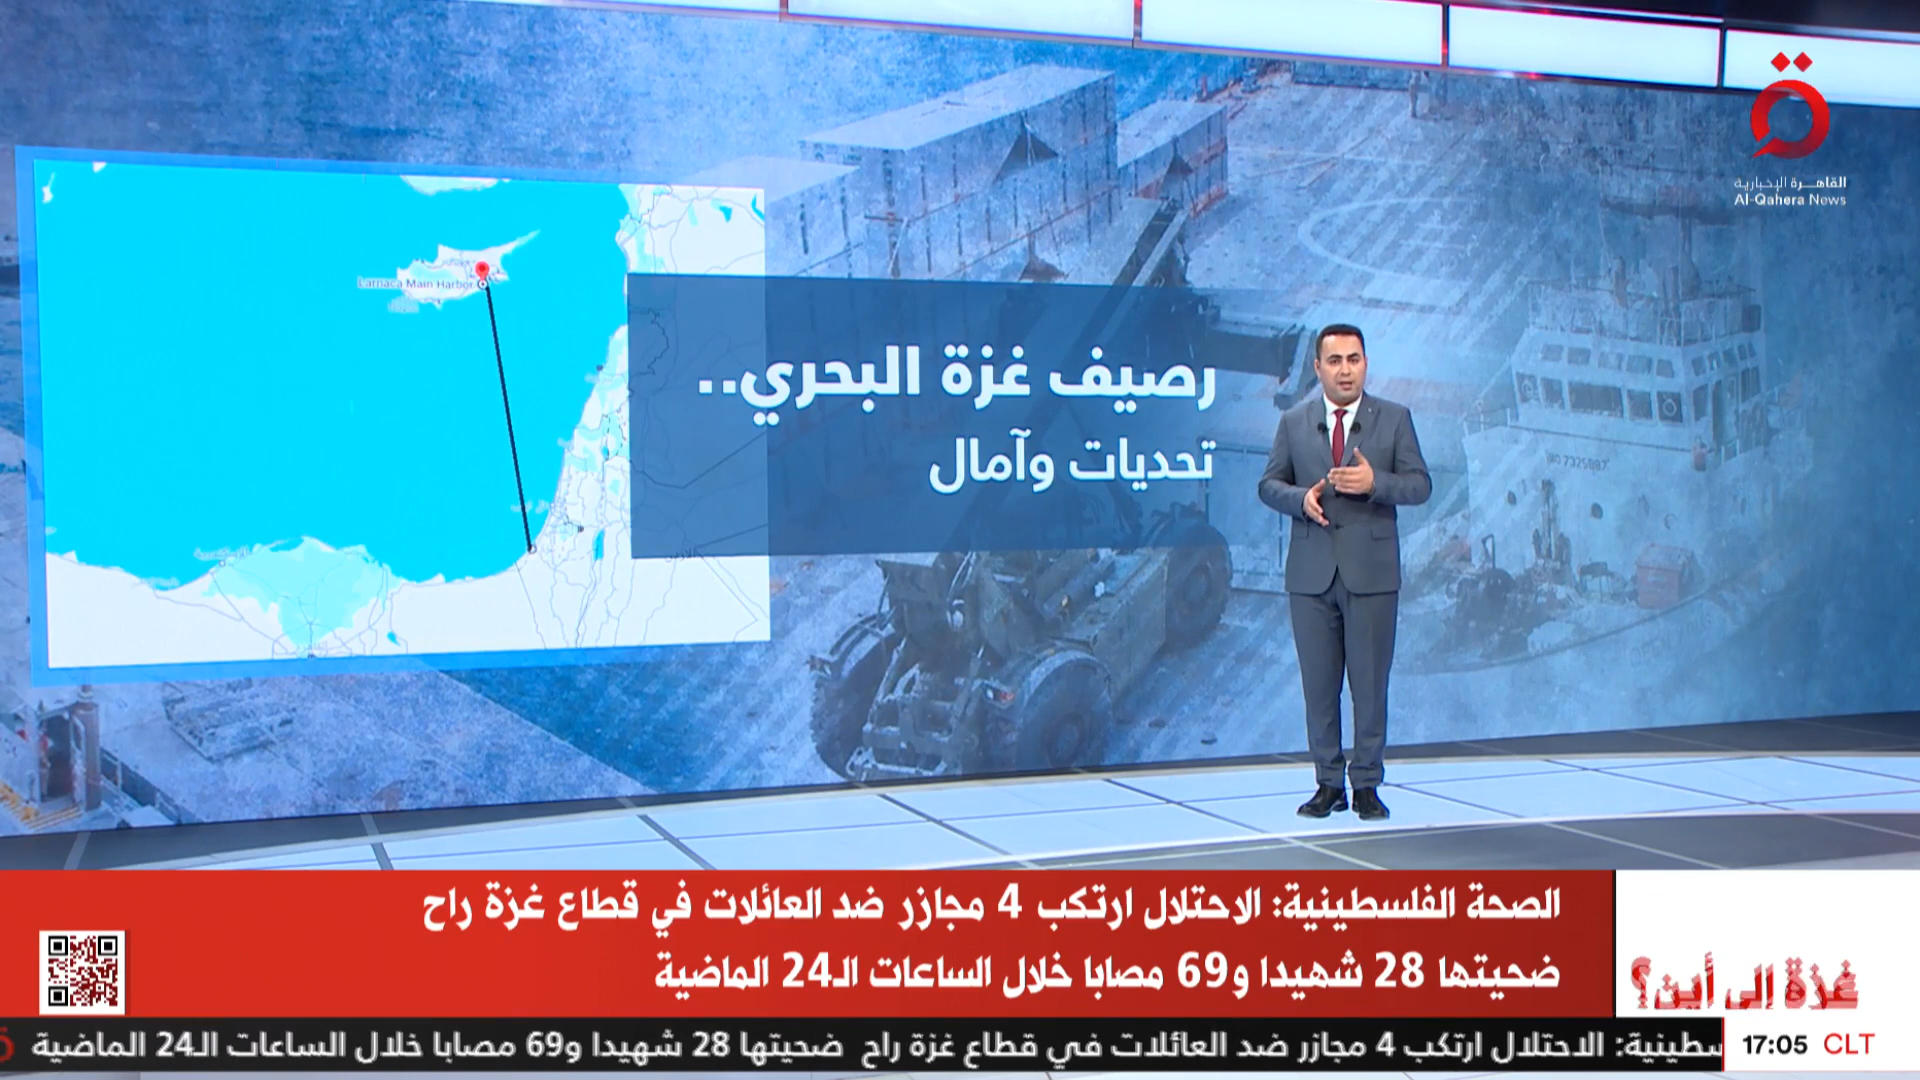 القاهـرة الإخبارية
Al-Qahera News
Larnaca Main Harbor
رصيف غزة البحري..
تحديات وآمال
IMO 7325887
الصحة الفلسطينية: الاحتلال ارتكب 4 مجازر ضد العائلات في قطاع غزة راح
ضحيتها 28 شهيدا و69 مصابا خلال الساعات الـ24 الماضية
غزة إلى أين؟
سطينية: الاحتلال ارتكب 4 مجازر ضد العائلات في قطاع غزة راح ضحيتها 28 شهيدا و69 مصابا خلال الساعات الـ24 الماضية
17:05 CLT